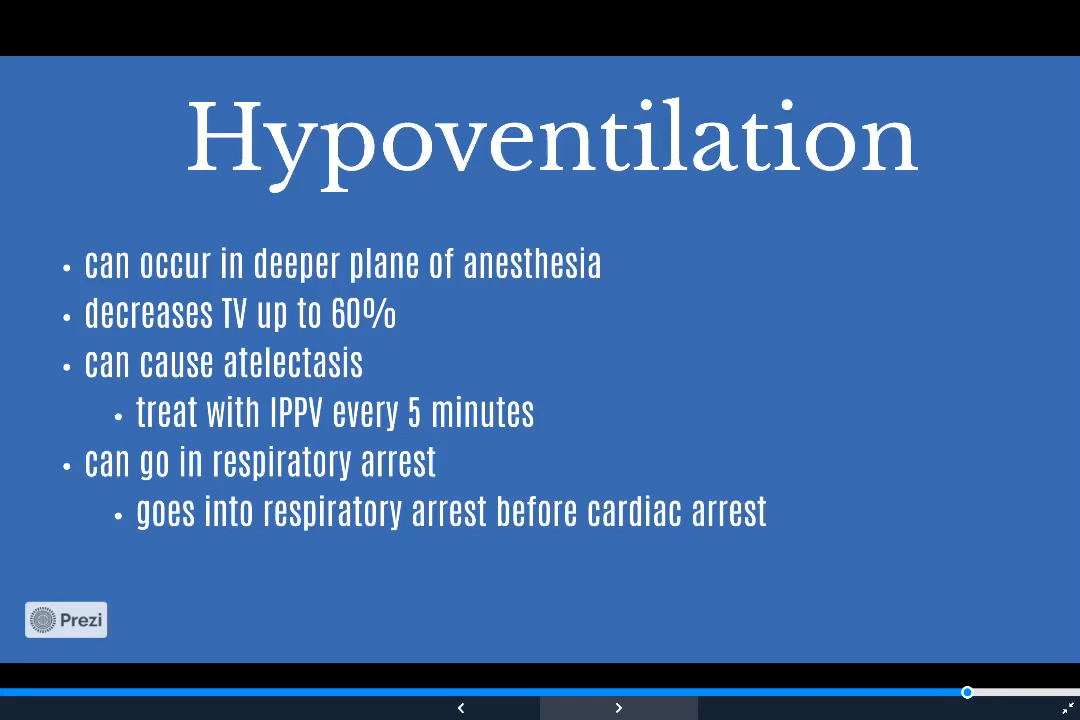 Hypoventilation
• can occur in deeper plane of anesthesia
• decreases TV up to 60%
• can cause atelectasis
• treat with IPPV every 5 minutes
• can go in respiratory arrest
• goes into respiratory arrest before cardiac arrest
Prezi